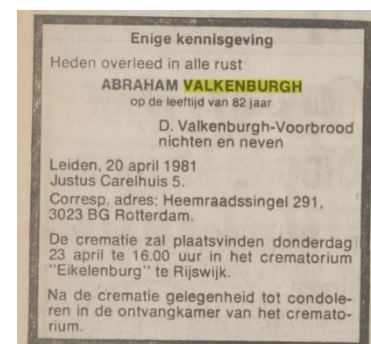 Enige kennisgeving
Heden overleed in alle rust
ABRAHAM VALKENBURGH
op de leeftijd van 82 jaar
D. Valkenburgh-Voorbrood
nichten en neven
Leiden, 20 april 1981
Justus Carelhuis 5.
Corresp. adres: Heemraadssingel 291,
3023 BG Rotterdam.
De crematie zal plaatsvinden donderdag
23 april te 16.00 uur in het crematorium
"Eikelenburg" te Rijswijk.
Na de crematie gelegenheid tot condole-
ren in de ontvangkamer van het cremato-
rium.